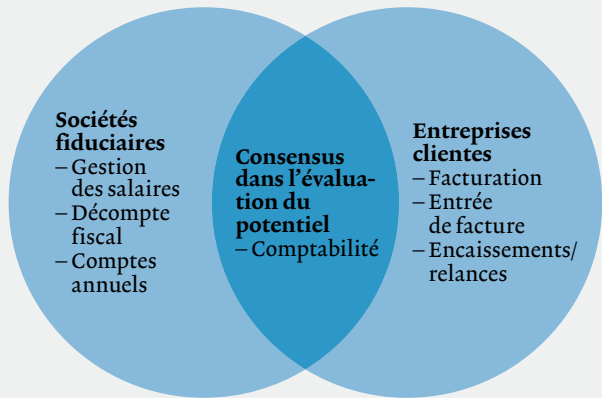 Sociétés
fiduciaires
– Gestion
des salaires
– Décompte
fiscal
– Comptes
annuels
Consensus
dans l’évalua-
tion du
potentiel
– Comptabilité
Entreprises
clientes
– Facturation
– Entrée
de facture
– Encaissements/
relances